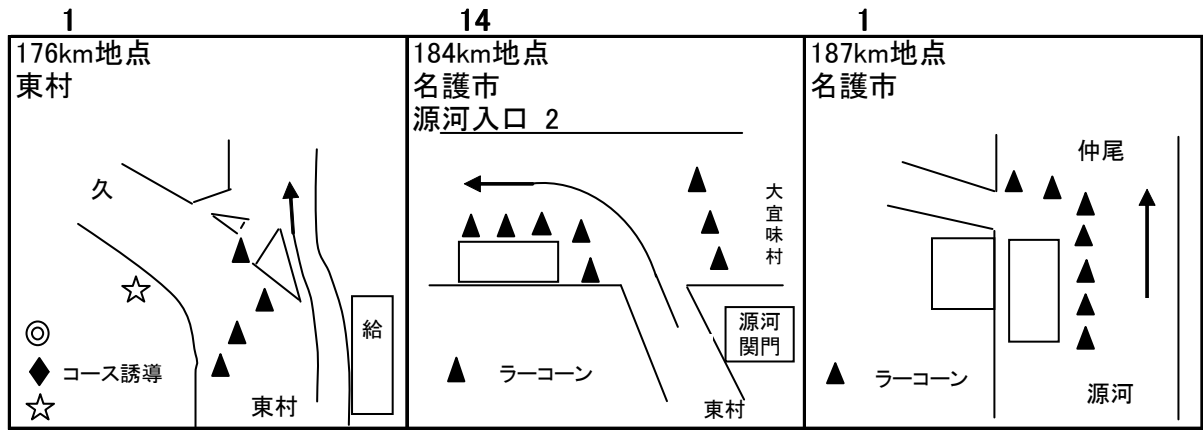 1
14
1
176km地点
東村
久
給
◎
◆ コース誘導
☆
東村
184km地点
名護市
源河入口 2
大宜味村
源河
関門
▲ ラーコーン
東村
187km地点
名護市
仲尾
▲ ラーコーン
源河